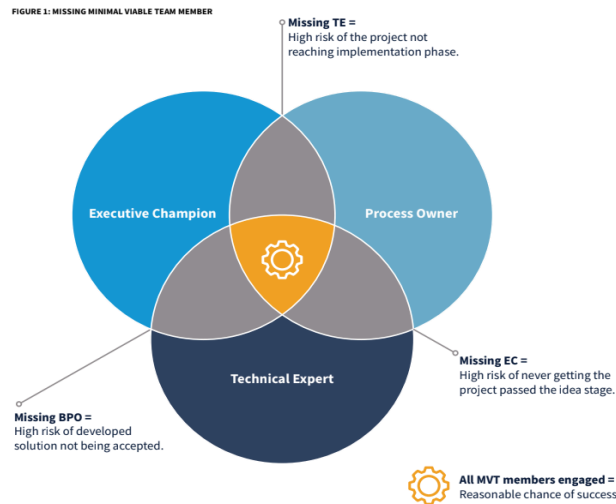 FIGURE 1: MISSING MINIMAL VIABLE TEAM MEMBER
Missing TE =
High risk of the project not
reaching implementation phase.
Executive Champion
Process Owner
Technical Expert
Missing EC =
High risk of never getting the
project passed the idea stage.
Missing BPO =
High risk of developed
solution not being accepted.
All MVT members engaged =
Reasonable chance of success